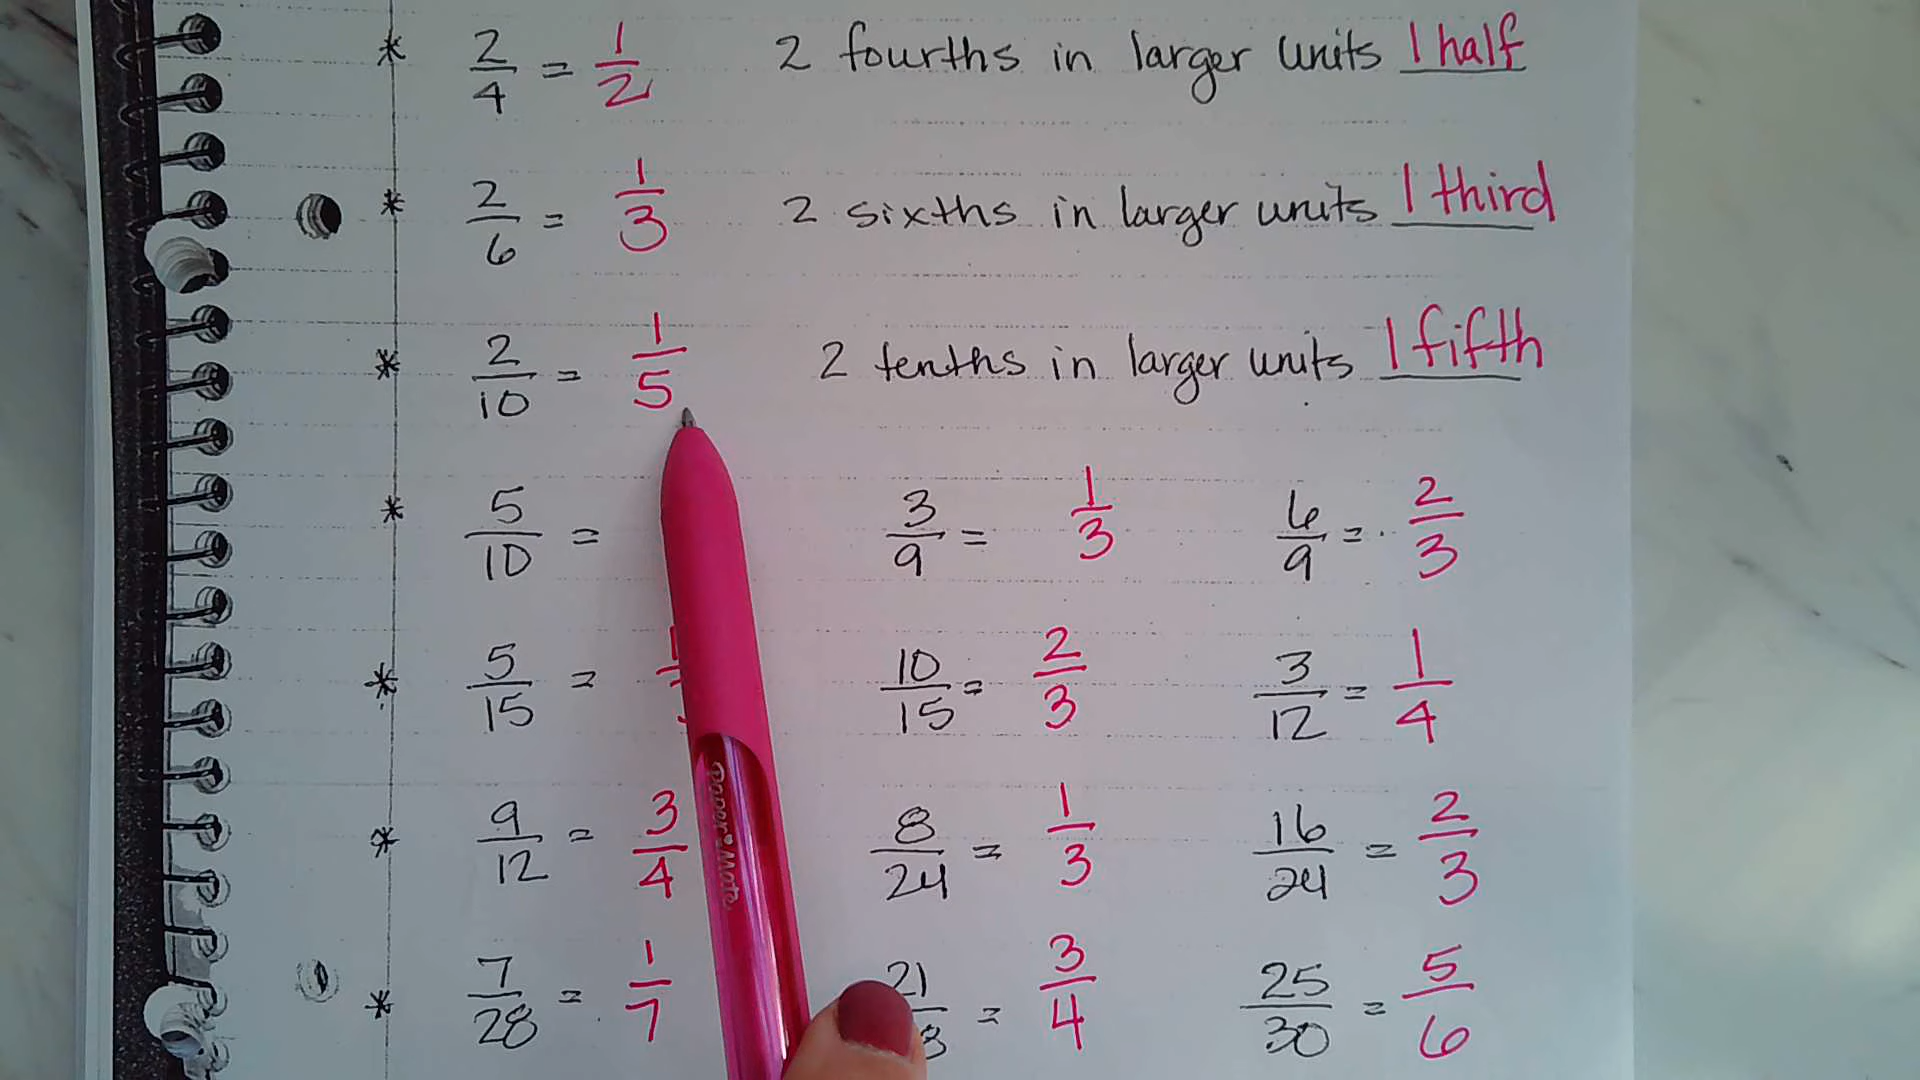 * 2/4 = 1/2 2 fourths in larger units 1 half
* 2/6 = 1/3 2 sixths in larger units 1 third
* 2/10 = 1/5 2 tenths in larger units 1 fifth
* 5/10 = 3/9 = 1/3 6/9 = 2/3
* 5/15 = 10/15 = 2/3 3/12 = 1/4
* 9/12 = 3/4 8/24 = 1/3 16/24 = 2/3
* 7/28 = 1/7 21 = 3/4 25/30 = 5/6
Paper Mate